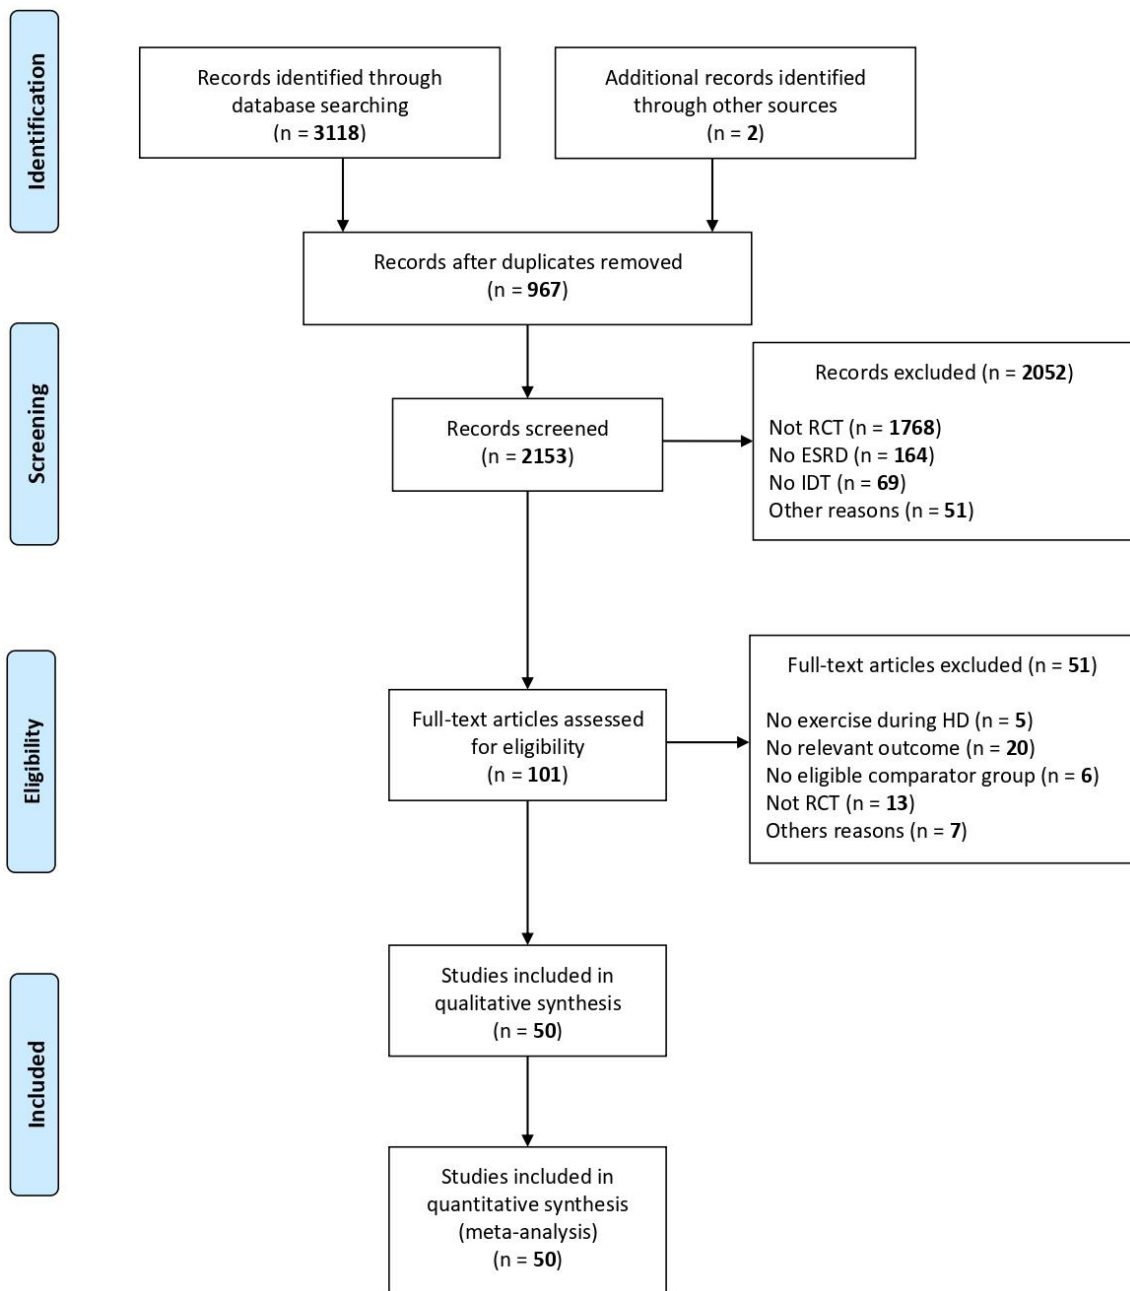 Identification
Records identified through
database searching
(n = 3118)
Additional records identified
through other sources
(n = 2)
Records after duplicates removed
(n = 967)
Screening
Records screened
(n = 2153)
Records excluded (n = 2052)
Not RCT (n = 1768)
No ESRD (n = 164)
No IDT (n = 69)
Other reasons (n = 51)
Eligibility
Full-text articles assessed
for eligibility
(n = 101)
Full-text articles excluded (n = 51)
No exercise during HD (n = 5)
No relevant outcome (n = 20)
No eligible comparator group (n = 6)
Not RCT (n = 13)
Others reasons (n = 7)
Included
Studies included in
qualitative synthesis
(n = 50)
Studies included in
quantitative synthesis
(meta-analysis)
(n = 50)